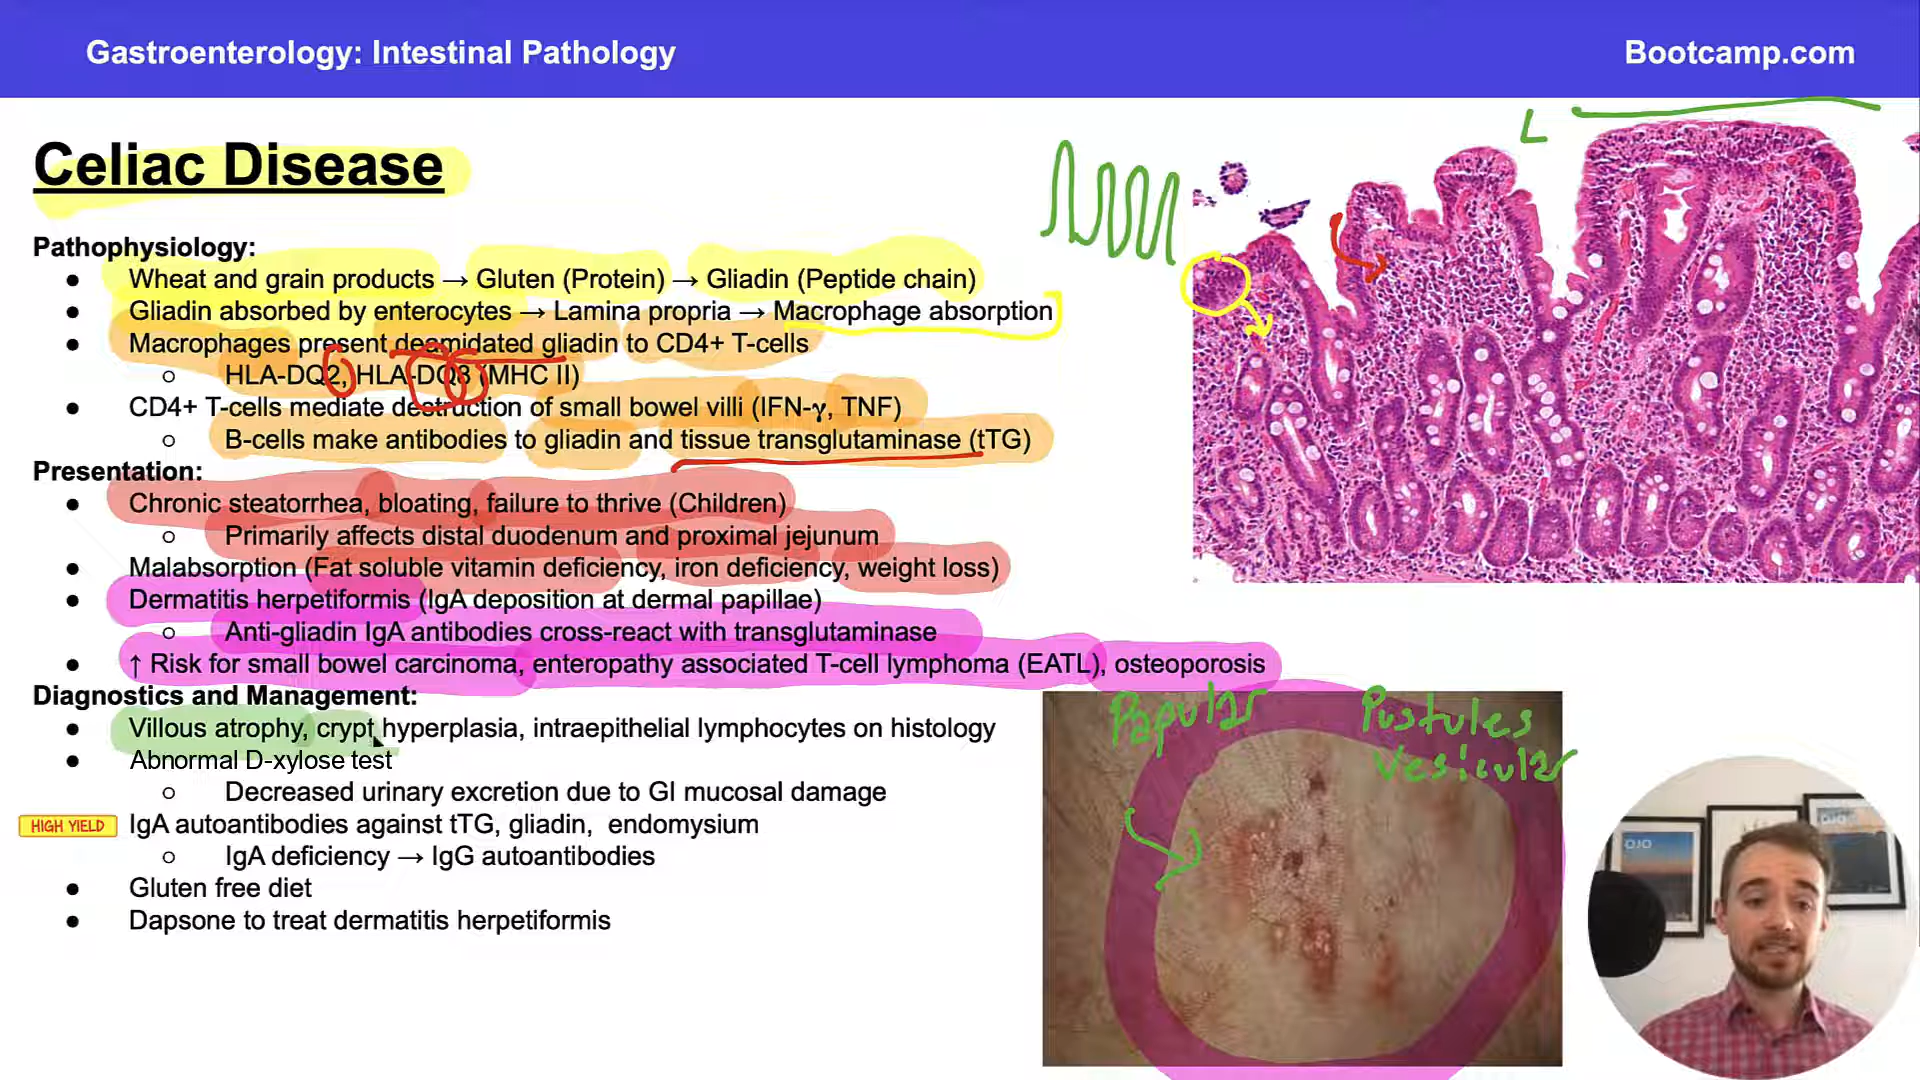 Gastroenterology: Intestinal Pathology
Bootcamp.com
Celiac Disease
Pathophysiology:
● Wheat and grain products → Gluten (Protein) → Gliadin (Peptide chain)
● Gliadin absorbed by enterocytes → Lamina propria → Macrophage absorption
● Macrophages present deamidated gliadin to CD4+ T-cells
○ HLA-DQ2, HLA-DQ8 (MHC II)
● CD4+ T-cells mediate destruction of small bowel villi (IFN-γ, TNF)
○ B-cells make antibodies to gliadin and tissue transglutaminase (tTG)
Presentation:
● Chronic steatorrhea, bloating, failure to thrive (Children)
○ Primarily affects distal duodenum and proximal jejunum
● Malabsorption (Fat soluble vitamin deficiency, iron deficiency, weight loss)
● Dermatitis herpetiformis (IgA deposition at dermal papillae)
○ Anti-gliadin IgA antibodies cross-react with transglutaminase
● ↑ Risk for small bowel carcinoma, enteropathy associated T-cell lymphoma (EATL), osteoporosis
Diagnostics and Management:
● Villous atrophy, crypt hyperplasia, intraepithelial lymphocytes on histology
● Abnormal D-xylose test
○ Decreased urinary excretion due to GI mucosal damage
HIGH YIELD IgA autoantibodies against tTG, gliadin, endomysium
○ IgA deficiency → IgG autoantibodies
● Gluten free diet
● Dapsone to treat dermatitis herpetiformis
L
Papular
Pustules
Vesicular
OJO